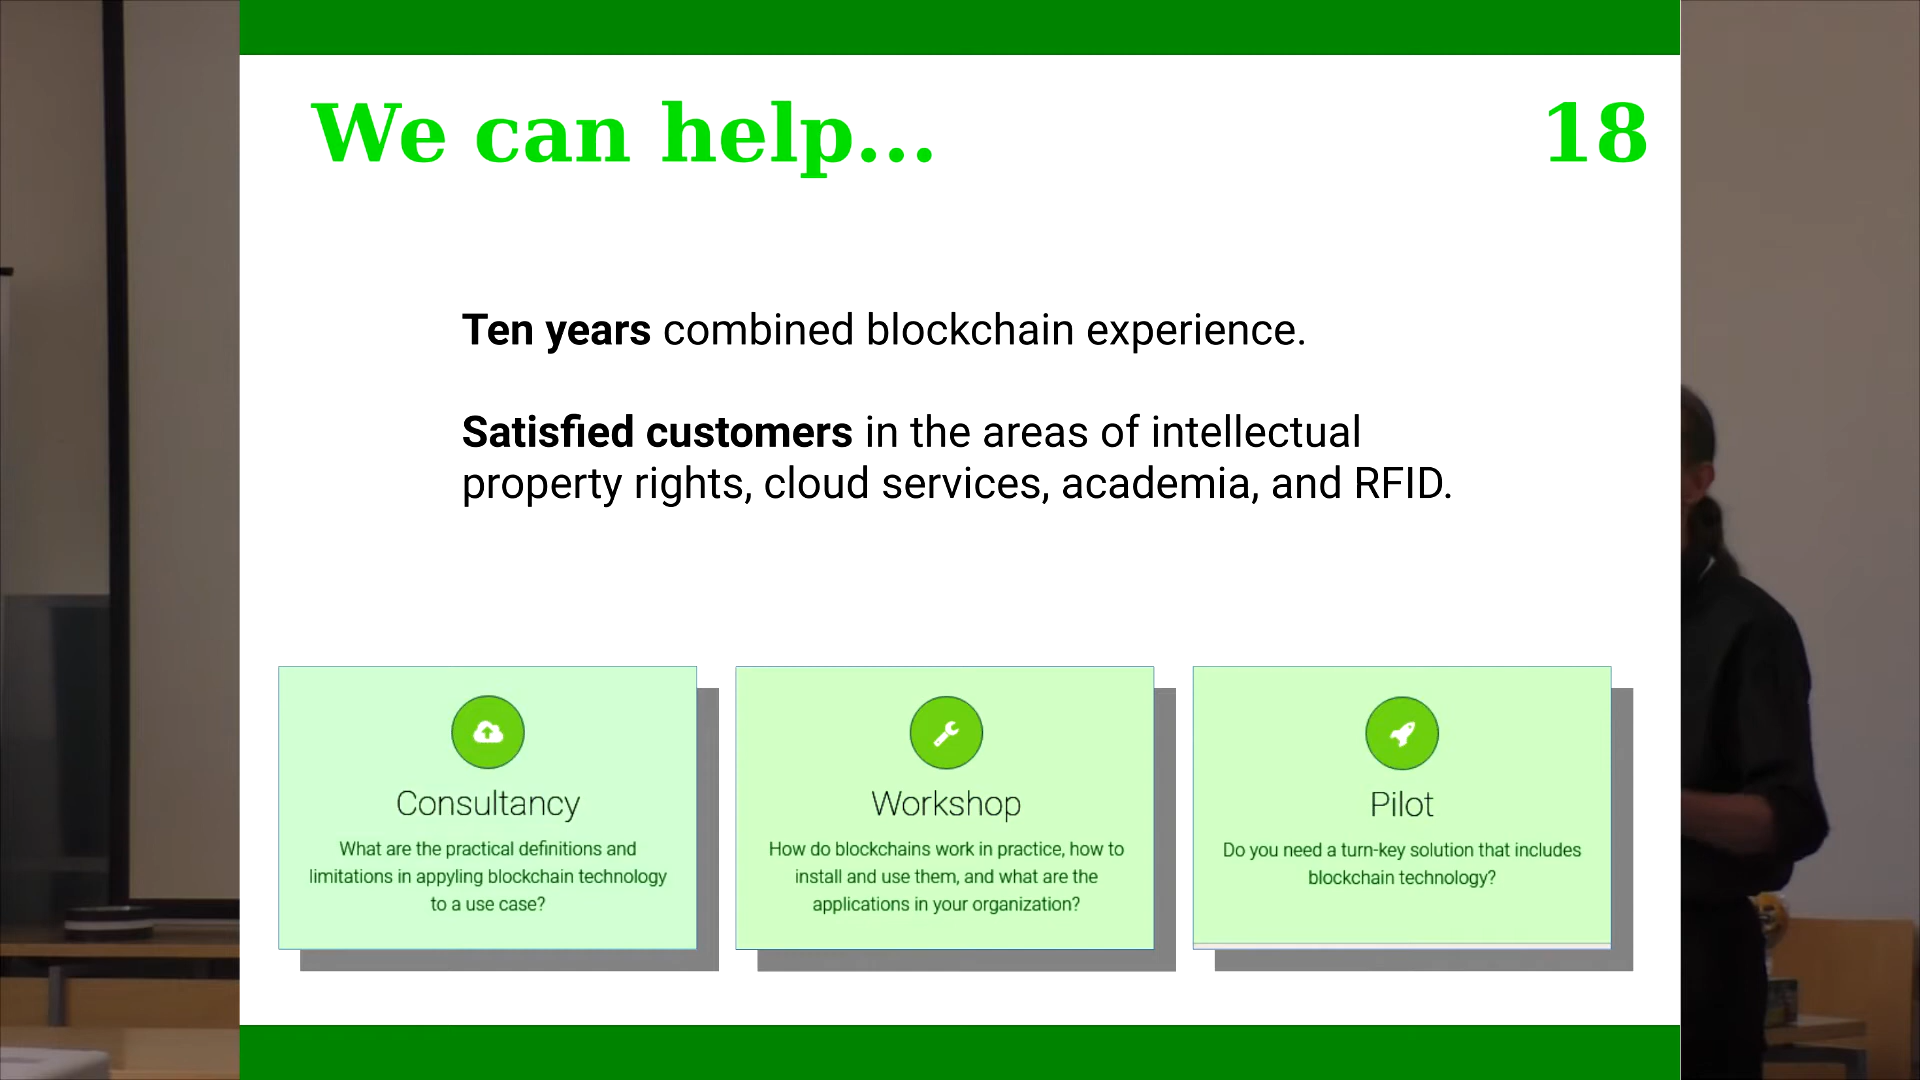 We can help...
18
Ten years combined blockchain experience.
Satisfied customers in the areas of intellectual
property rights, cloud services, academia, and RFID.
Consultancy
What are the practical definitions and
limitations in appyling blockchain technology
to a use case?
Workshop
How do blockchains work in practice, how to
install and use them, and what are the
applications in your organization?
Pilot
Do you need a turn-key solution that includes
blockchain technology?